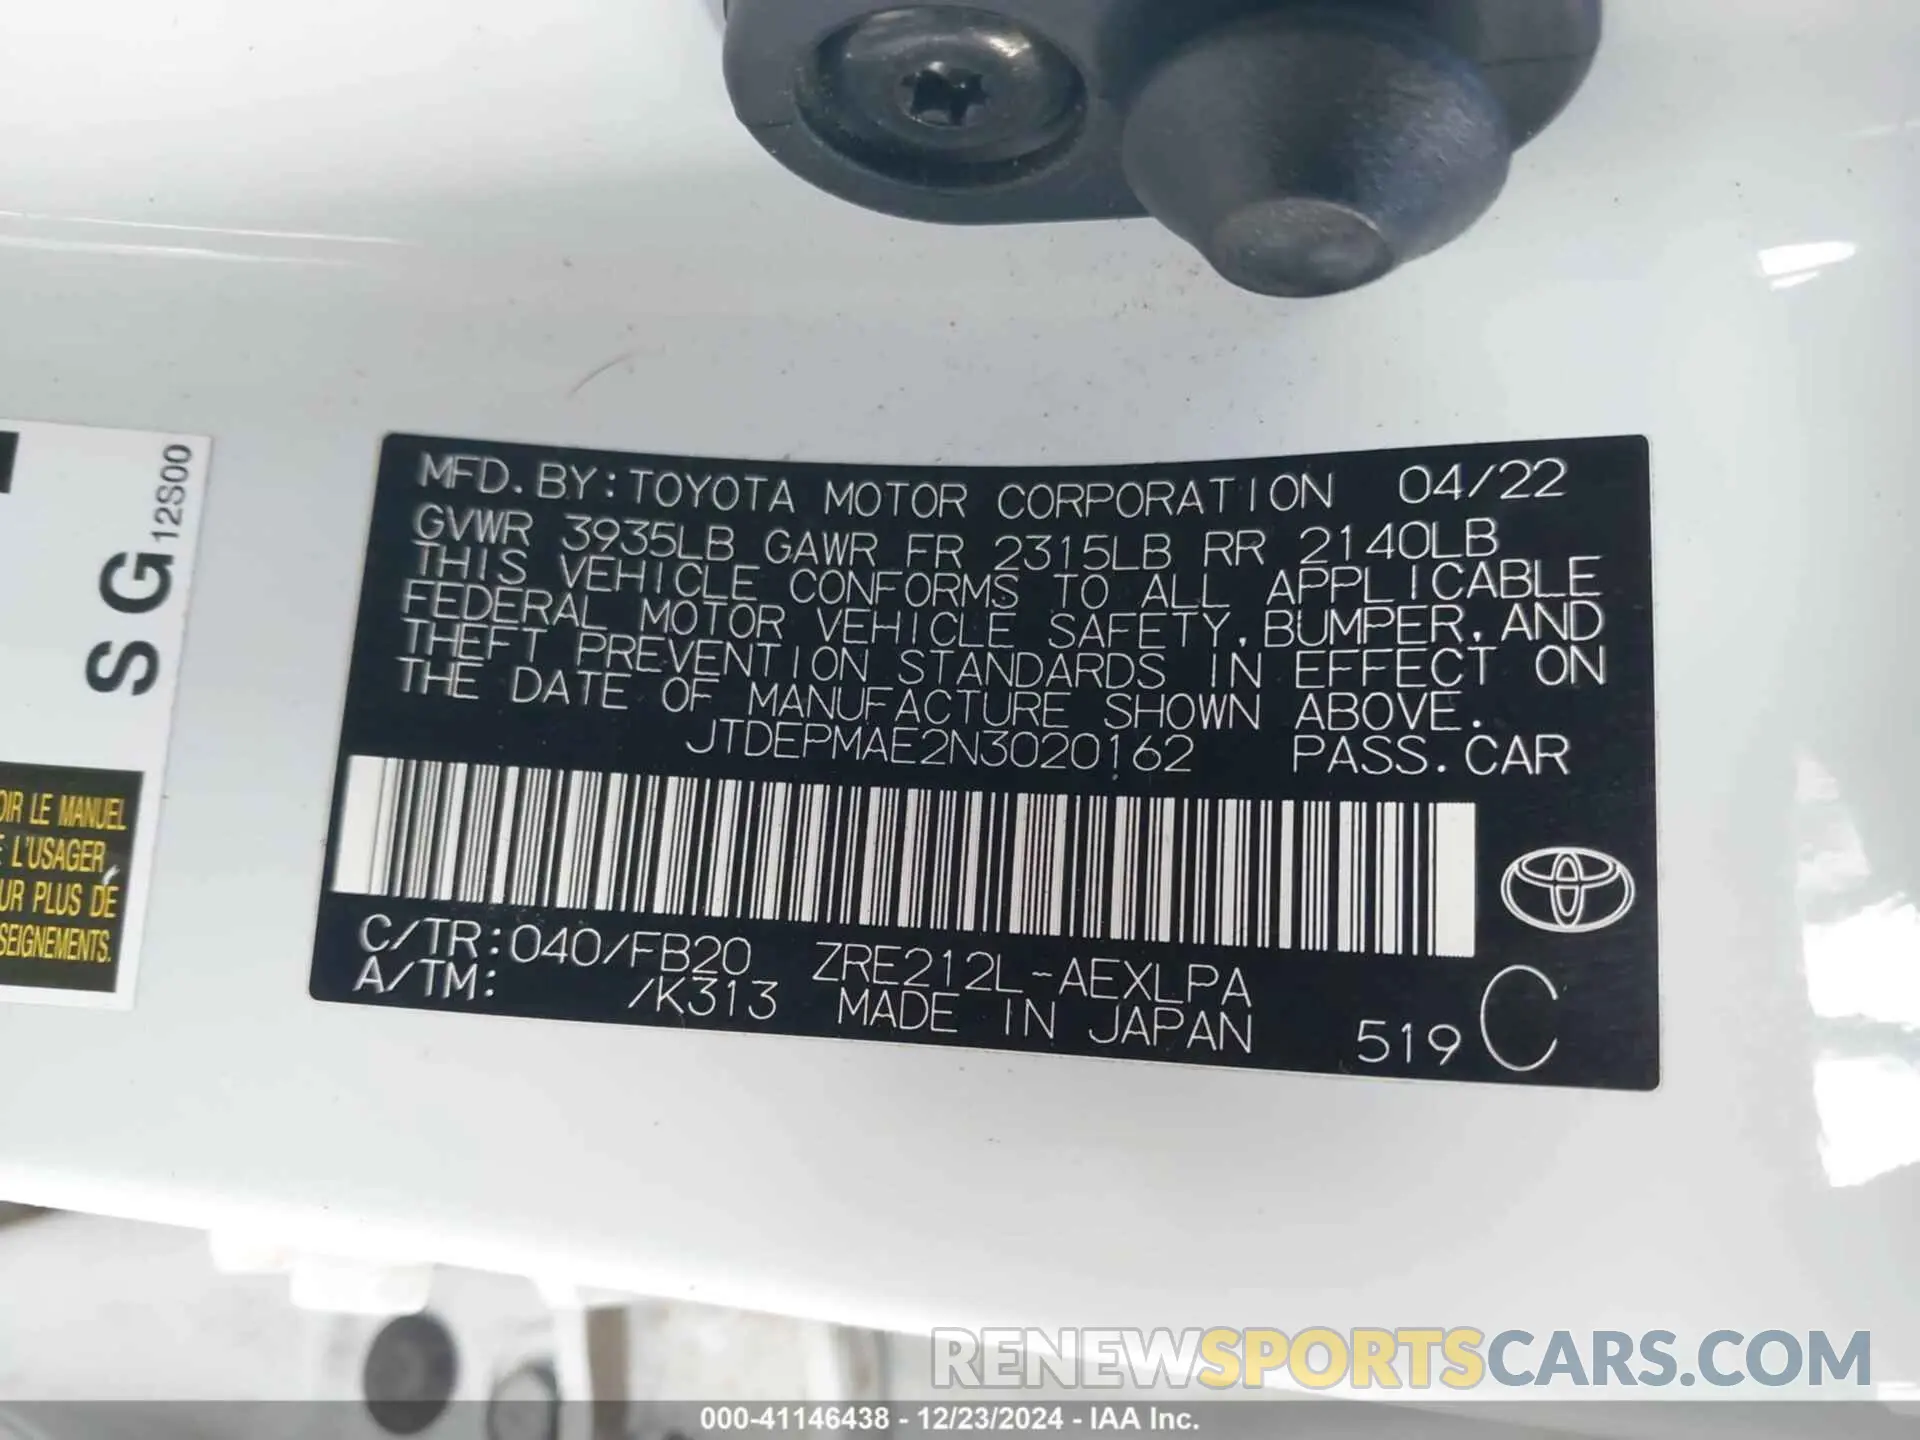 MFD. BY: TOYOTA MOTOR CORPORATION 04/22
GVWR 3935LB GAWR FR 2315LB RR 2140LB
THIS VEHICLE CONFORMS TO ALL APPLICABLE
FEDERAL MOTOR VEHICLE SAFETY, BUMPER, AND
THEFT PREVENTION STANDARDS IN EFFECT ON
THE DATE OF MANUFACTURE SHOWN ABOVE.
JTDEPMAE2N3020162 PASS. CAR
C/TR: 040/FB20 ZRE212L-AEXLPA
A/TM: /K313 MADE IN JAPAN 519 C
SG 12S00
OIR LE MANUEL
E L'USAGER,
UR PLUS DE
SEIGNEMENTS.
RENEWSPORTSCARS.COM
000-41146438 - 12/23/2024 - IAA Inc.